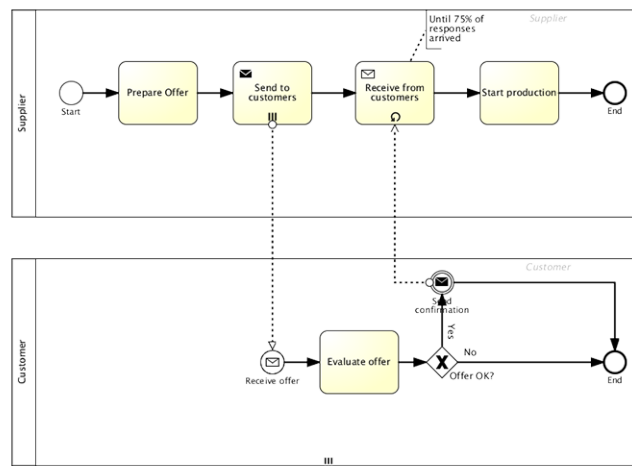 Supplier
Until 75% of
responses
arrived
Supplier
Start
Prepare Offer
Send to
customers
Receive from
customers
Start production
End
Customer
Customer
Send
confirmation
Yes
Receive offer
Evaluate offer
Offer OK?
No
End